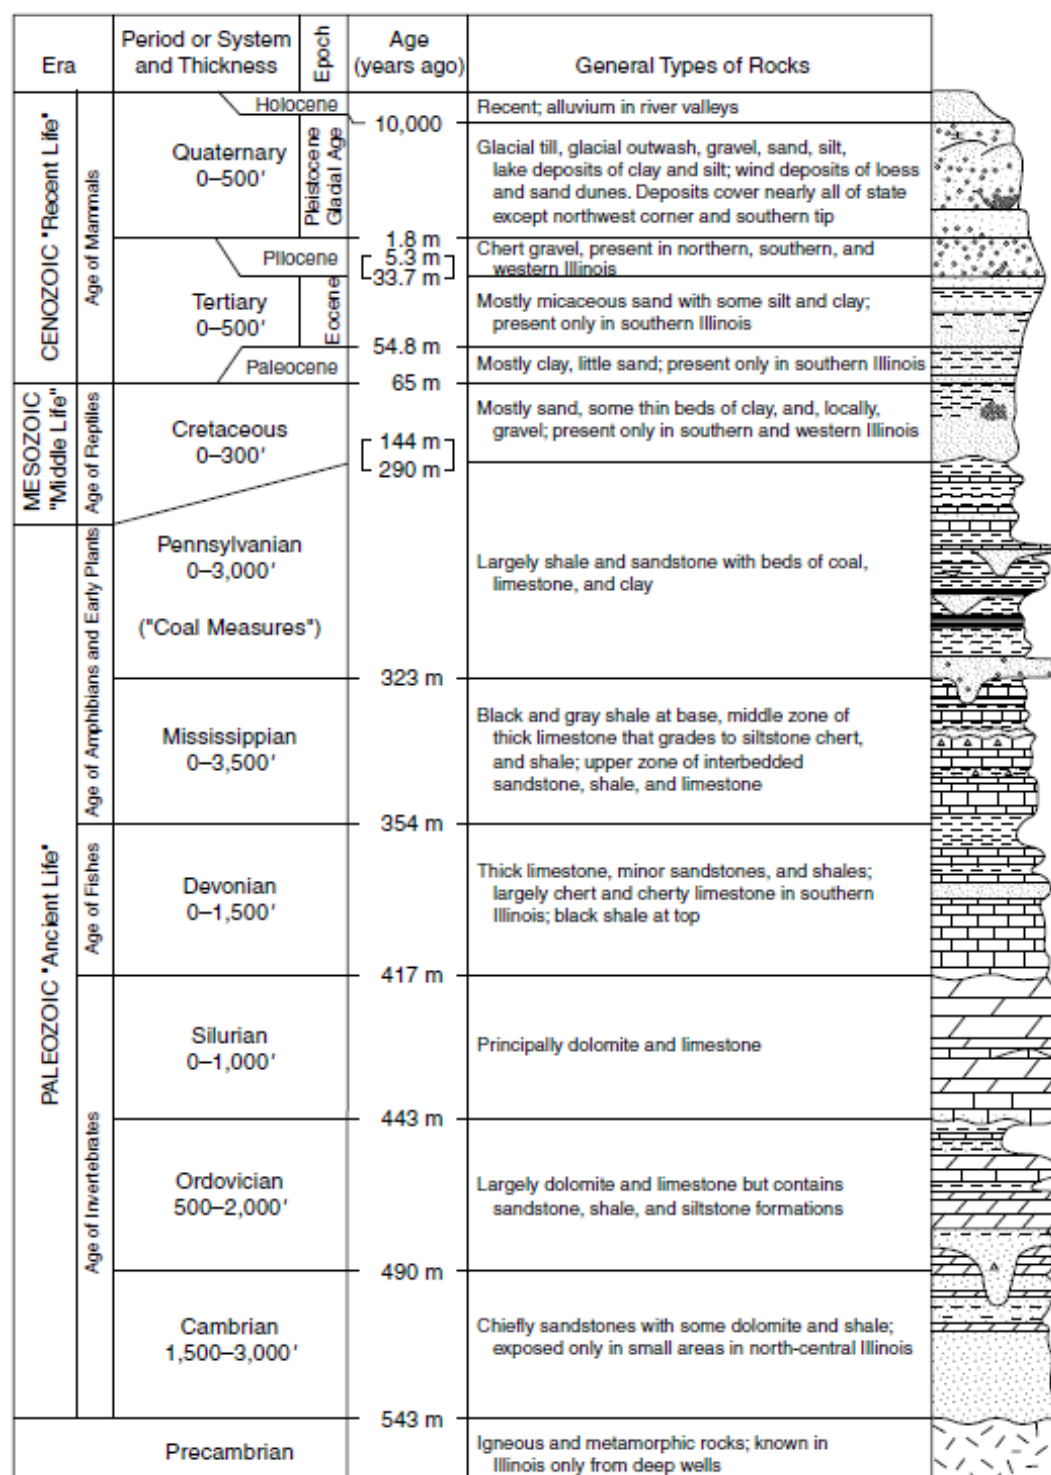 Era
Period or System
and Thickness
Epoch
Age
(years ago)
General Types of Rocks
CENOZOIC "Recent Life"
Age of Mammals
Holocene
Recent; alluvium in river valleys
10,000
Quaternary
0–500'
Pleistocene
Glacial Age
Glacial till, glacial outwash, gravel, sand, silt,
lake deposits of clay and silt; wind deposits of loess
and sand dunes. Deposits cover nearly all of state
except northwest corner and southern tip
1.8 m
Pliocene
5.3 m
33.7 m
Chert gravel, present in northern, southern, and
western Illinois
Tertiary
0–500'
Eocene
Mostly micaceous sand with some silt and clay;
present only in southern Illinois
54.8 m
Paleocene
Mostly clay, little sand; present only in southern Illinois
65 m
MESOZOIC
"Middle Life"
Age of Reptiles
Cretaceous
0–300'
144 m
290 m
Mostly sand, some thin beds of clay, and, locally,
gravel; present only in southern and western Illinois
PALEOZOIC "Ancient Life"
Age of Amphibians and Early Plants
Pennsylvanian
0–3,000'
("Coal Measures")
Largely shale and sandstone with beds of coal,
limestone, and clay
323 m
Mississippian
0–3,500'
Black and gray shale at base, middle zone of
thick limestone that grades to siltstone chert,
and shale; upper zone of interbedded
sandstone, shale, and limestone
354 m
Age of Fishes
Devonian
0–1,500'
Thick limestone, minor sandstones, and shales;
largely chert and cherty limestone in southern
Illinois; black shale at top
417 m
Age of Invertebrates
Silurian
0–1,000'
Principally dolomite and limestone
443 m
Ordovician
500–2,000'
Largely dolomite and limestone but contains
sandstone, shale, and siltstone formations
490 m
Cambrian
1,500–3,000'
Chiefly sandstones with some dolomite and shale;
exposed only in small areas in north-central Illinois
543 m
Precambrian
Igneous and metamorphic rocks; known in
Illinois only from deep wells